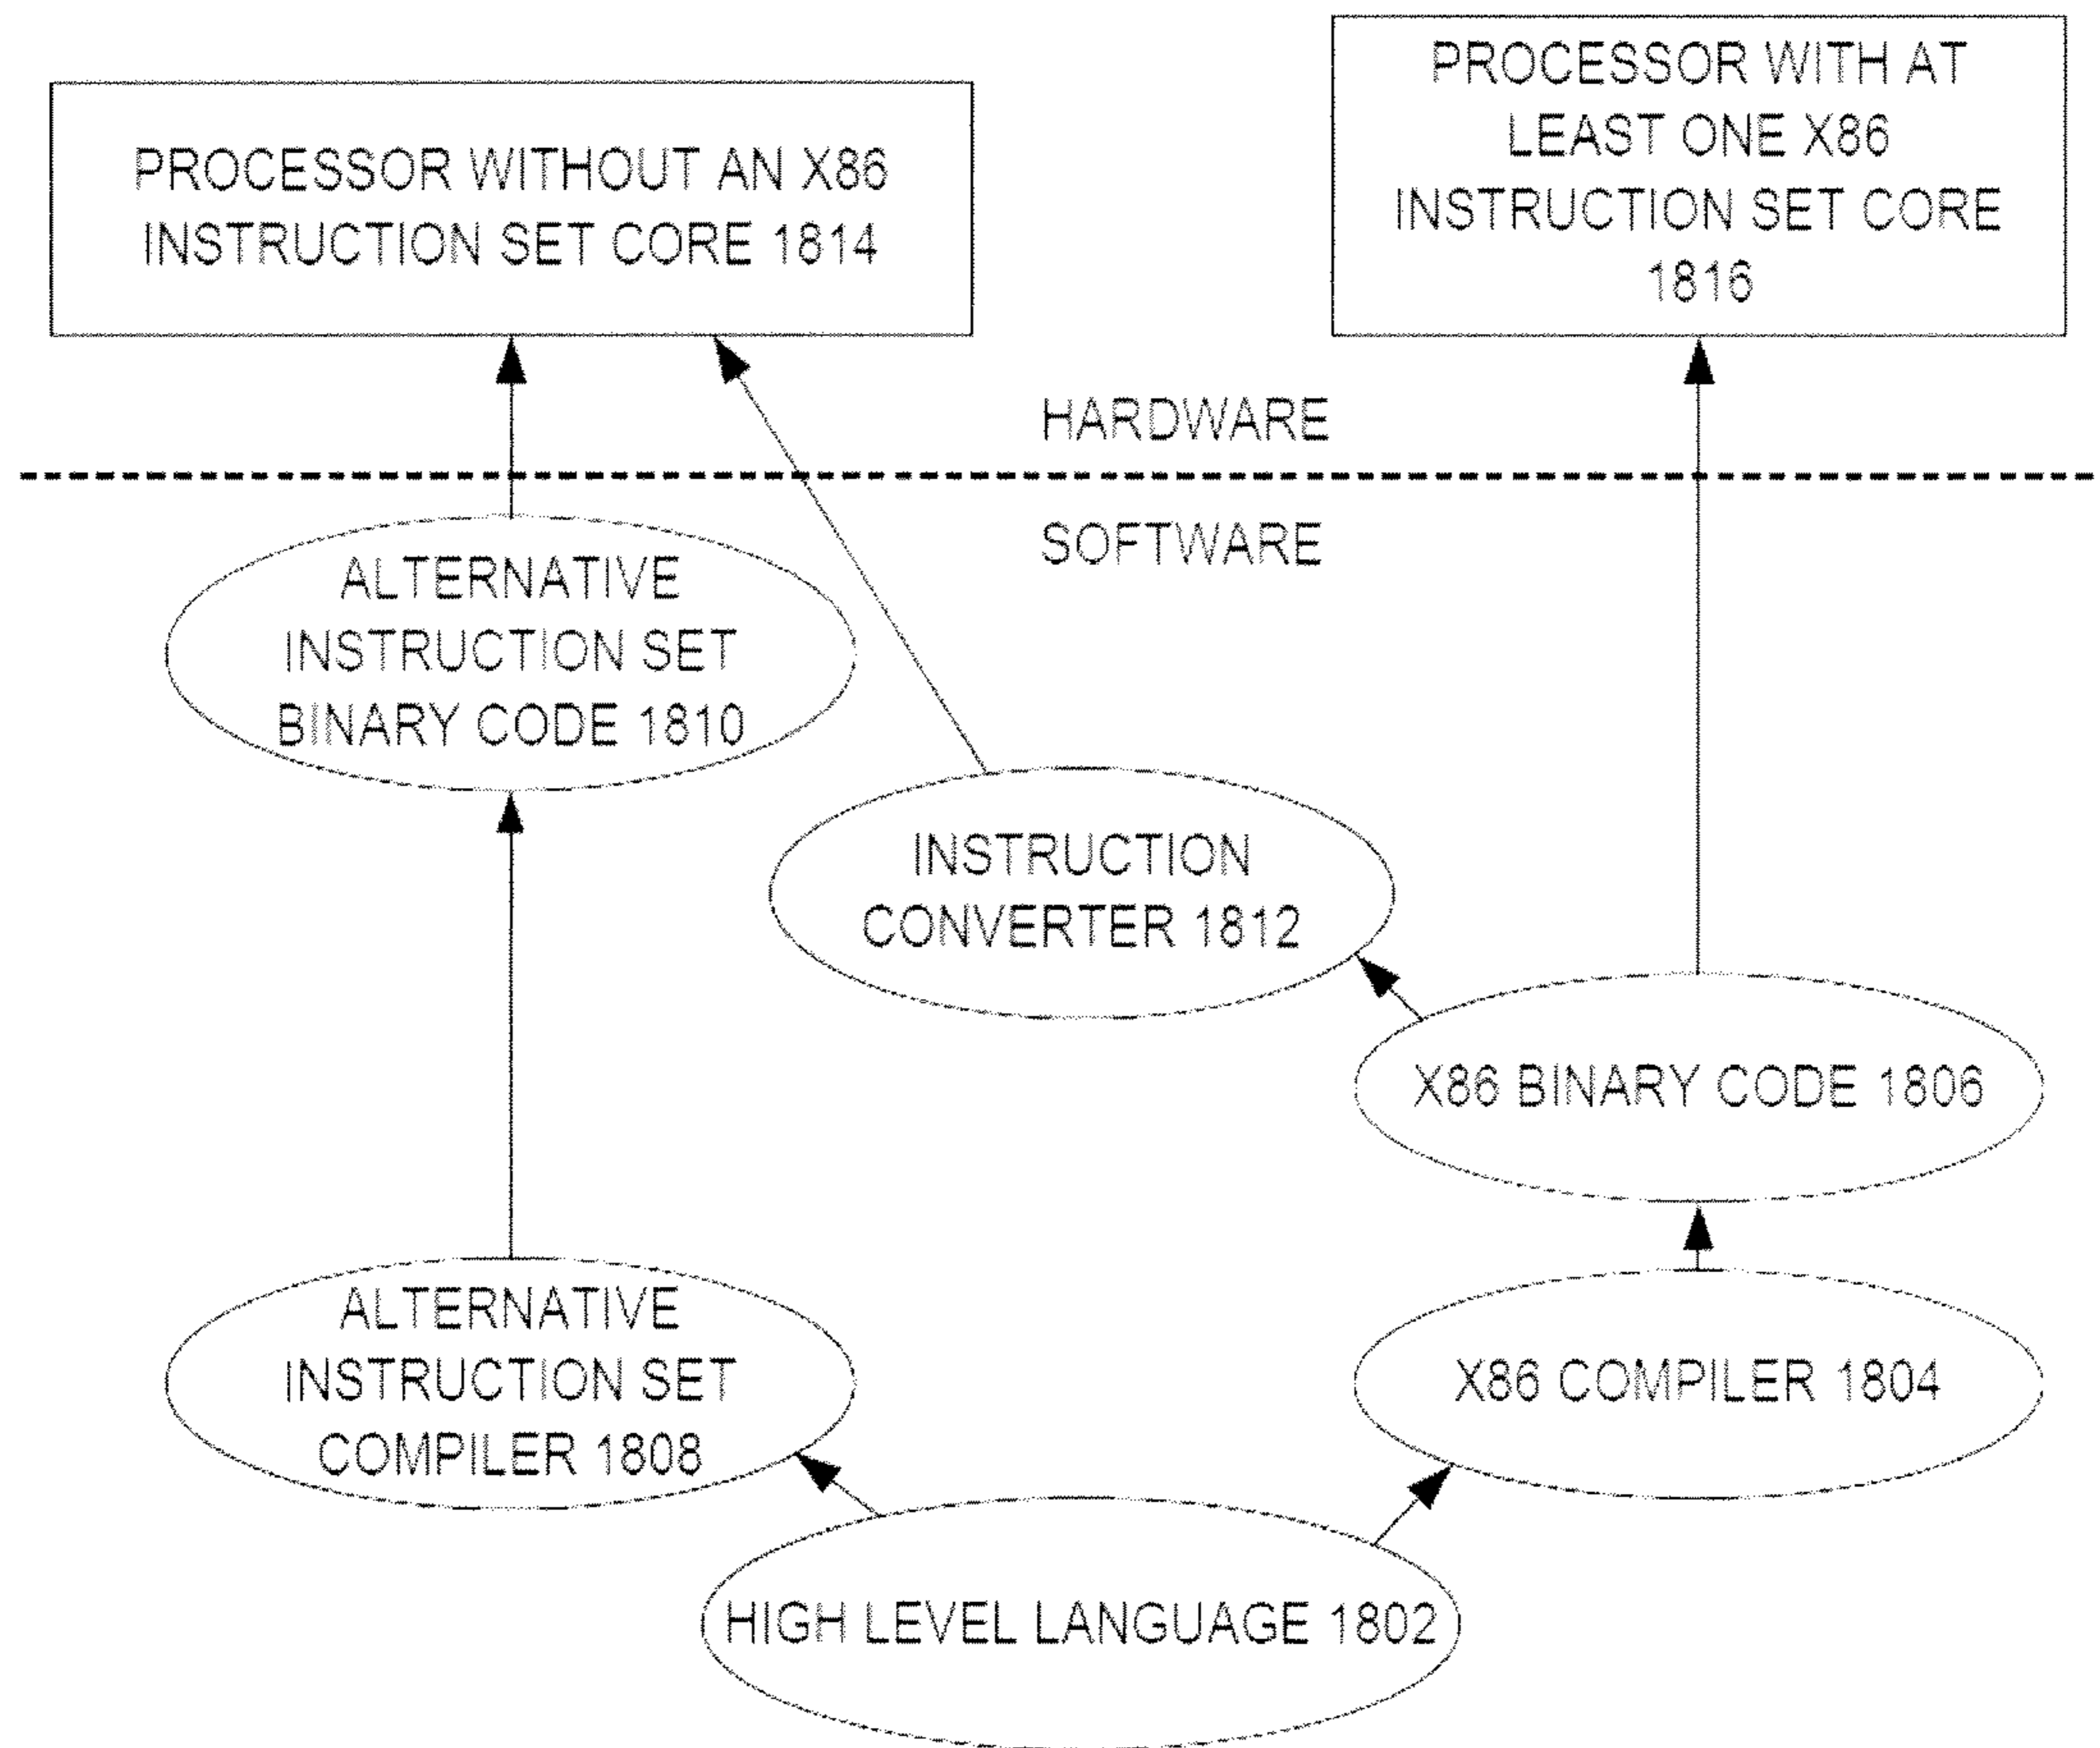 PROCESSOR WITHOUT AN X86
INSTRUCTION SET CORE 1814
PROCESSOR WITH AT
LEAST ONE X86
INSTRUCTION SET CORE
1816
HARDWARE
SOFTWARE
ALTERNATIVE
INSTRUCTION SET
BINARY CODE 1810
INSTRUCTION
CONVERTER 1812
X86 BINARY CODE 1806
ALTERNATIVE
INSTRUCTION SET
COMPILER 1808
X86 COMPILER 1804
HIGH LEVEL LANGUAGE 1802